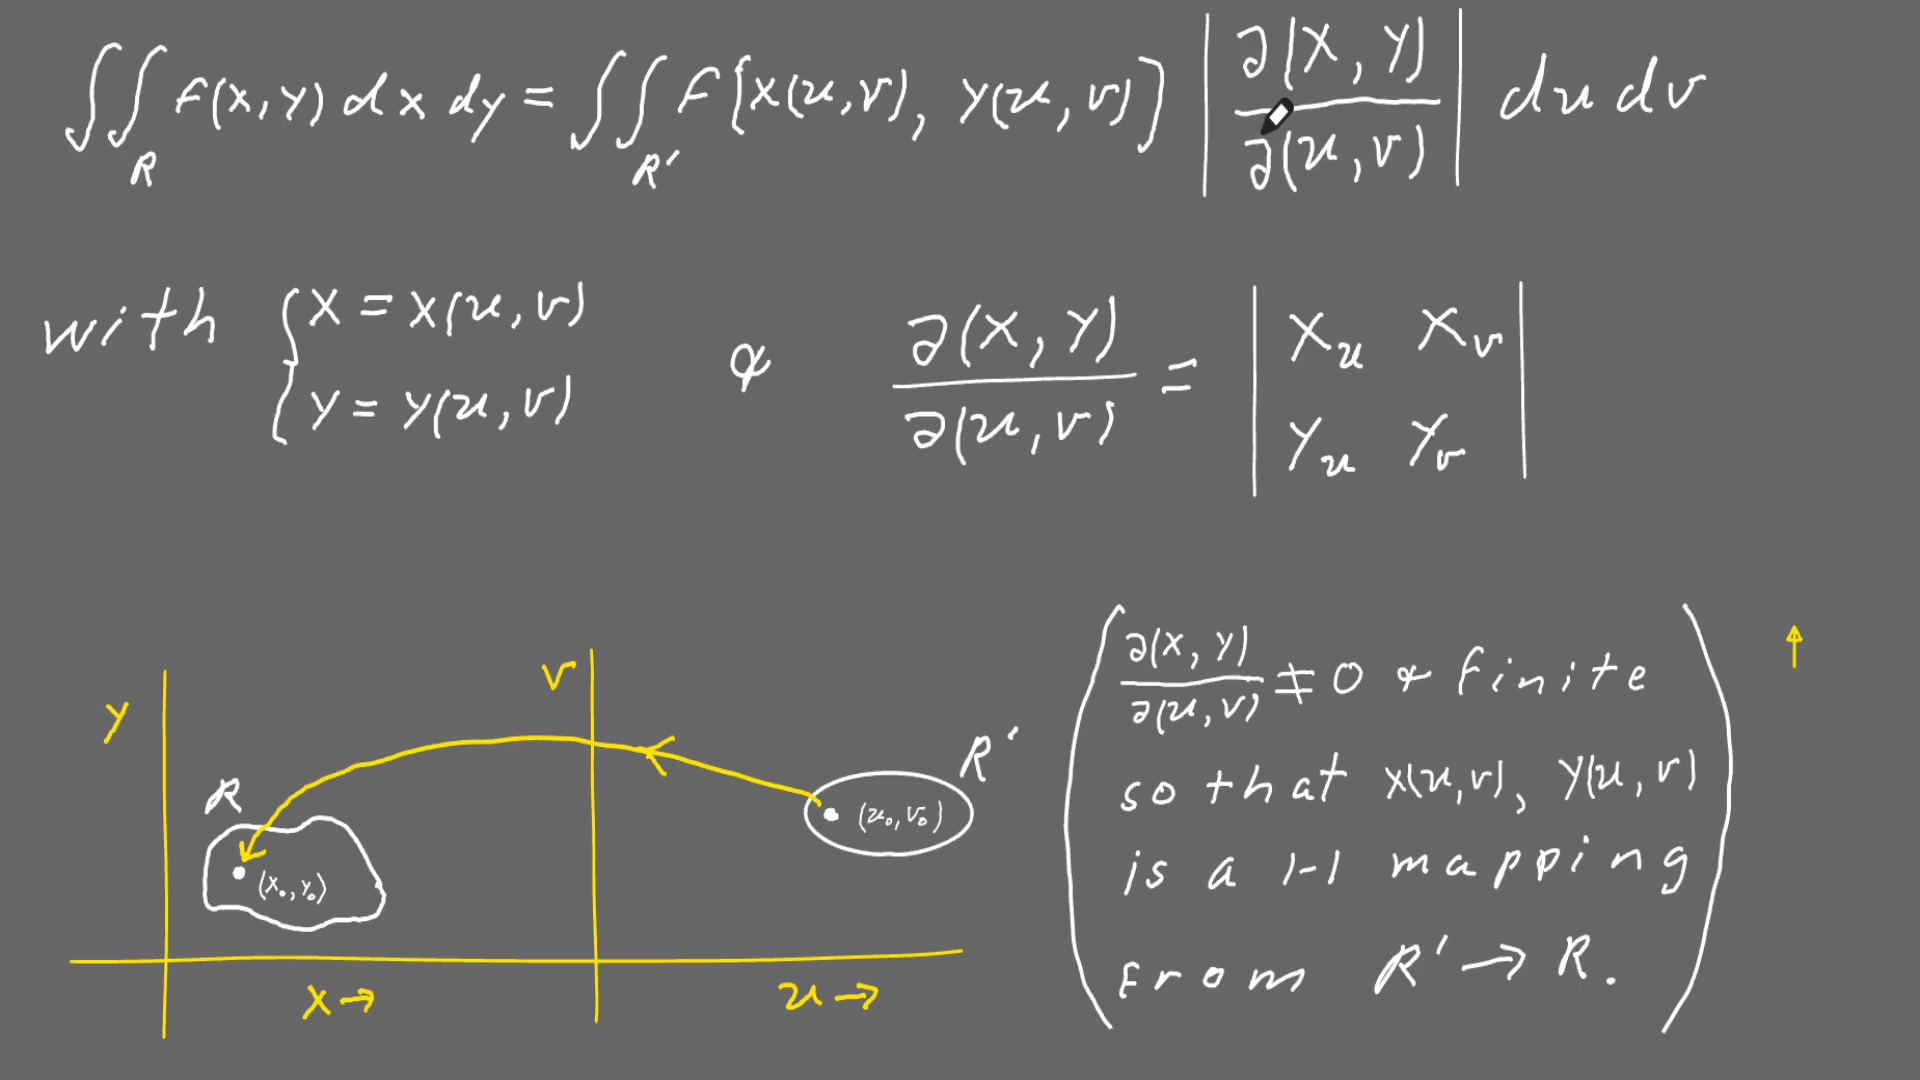 ∬_R f(x,y) dx dy = ∬_R' f[x(u,v), y(u,v)] |∂(x,y)/∂(u,v)| du dv
with { x = x(u,v)
y = y(u,v)
& ∂(x,y)/∂(u,v) = | x_u x_v
y_u y_v |
y
R
(x₀,y₀)
x→
v
R'
(u₀,v₀)
u→
( ∂(x,y)/∂(u,v) ≠ 0 & finite
so that x(u,v), y(u,v)
is a 1-1 mapping
from R' → R. )
↑